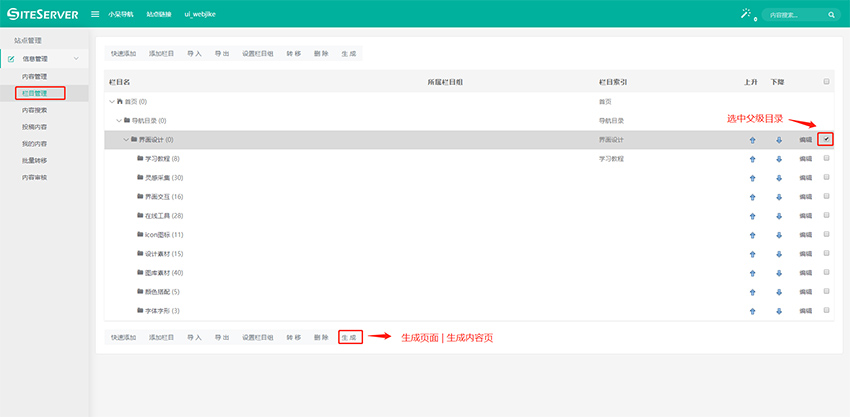 SITESERVER 小呆导航 站点链接 ui_webjike 0 内容搜索...
站点管理
信息管理
内容管理
栏目管理
内容搜索
投稿内容
我的内容
批量转移
内容审核
快速添加 添加栏目 导 入 导 出 设置栏目组 转 移 删 除 生 成
栏目名 所属栏目组 栏目索引 上升 下降
首页 (0) 首页
选中父级目录
导航目录 (0) 导航目录
界面设计 (0) 界面设计 编辑
学习教程 (8) 学习教程 编辑
灵感采集 (30) 编辑
界面交互 (16) 编辑
在线工具 (28) 编辑
Icon图标 (11) 编辑
设计素材 (15) 编辑
图库素材 (40) 编辑
颜色搭配 (5) 编辑
字体字形 (3) 编辑
快速添加 添加栏目 导 入 导 出 设置栏目组 转 移 删 除 生 成
生成页面 | 生成内容页